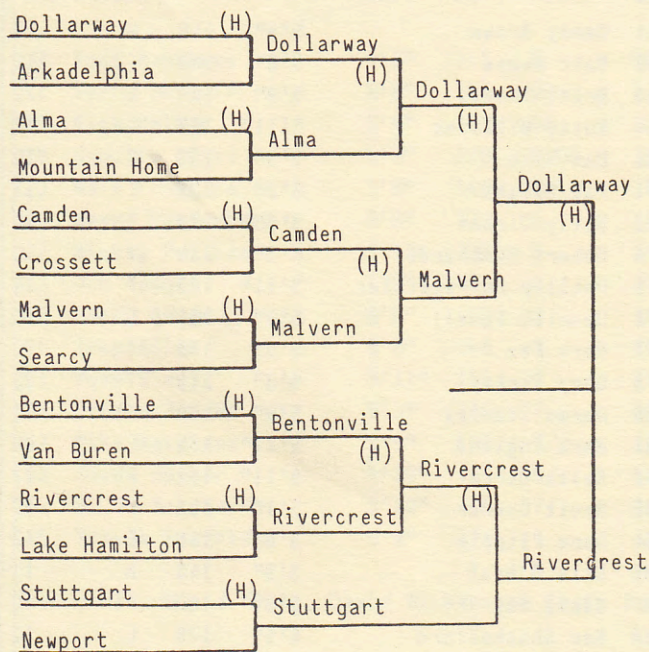 Dollarway (H)
Dollarway
Arkadelphia (H)
Dollarway
Alma (H) (H)
Alma
Mountain Home
Dollarway
Camden (H) (H)
Camden
Crossett (H)
Malvern
Malvern (H)
Malvern
Searcy
Bentonville (H)
Bentonville
Van Buren (H)
Rivercrest
Rivercrest (H) (H)
Rivercrest
Lake Hamilton
Rivercrest
Stuttgart (H)
Stuttgart
Newport